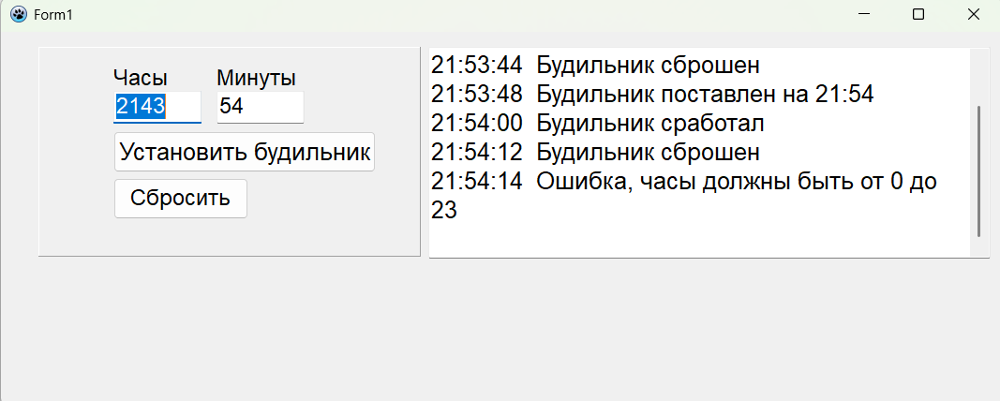 Form1
Часы Минуты
2143 54
Установить будильник
Сбросить
21:53:44 Будильник сброшен
21:53:48 Будильник поставлен на 21:54
21:54:00 Будильник сработал
21:54:12 Будильник сброшен
21:54:14 Ошибка, часы должны быть от 0 до
23